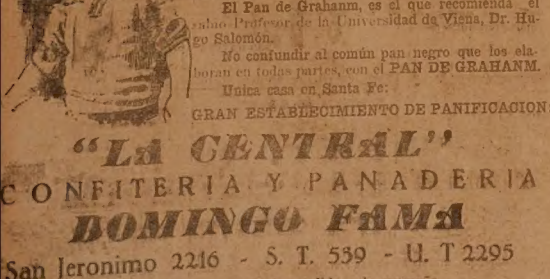 El Pan de Grahanm, es el que recomienda el
sabio Profesor de la Universidad de Viena, Dr. Hu-
go Salomón.
No confundir al común pan negro que los ela-
boran en todas partes, con el PAN DE GRAHANM.
Unica casa en Santa Fe:
GRAN ESTABLECIMIENTO DE PANIFICACION
"LA CENTRAL"
CONFITERIA Y PANADERIA
DOMINGO FAMA
San Jeronimo 2216 - S. T. 539 - U. T 2295